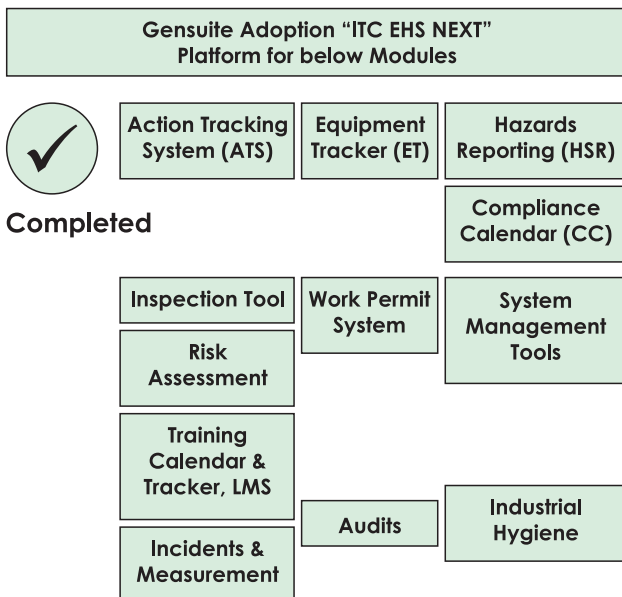 Gensuite Adoption “ITC EHS NEXT”
Platform for below Modules
Action Tracking
System (ATS)
Equipment
Tracker (ET)
Hazards
Reporting (HSR)
Completed
Compliance
Calendar (CC)
Inspection Tool
Work Permit
System
System
Management
Tools
Risk
Assessment
Training
Calendar &
Tracker, LMS
Audits
Industrial
Hygiene
Incidents &
Measurement